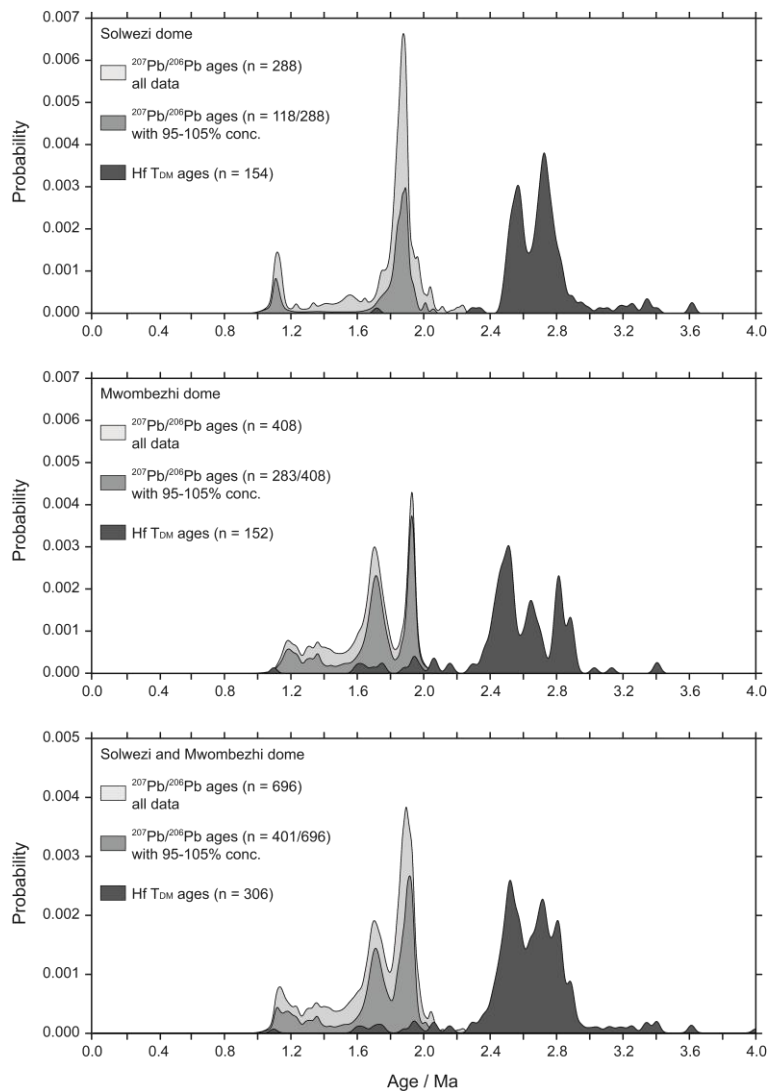 Solwezi dome
²⁰⁷Pb/²⁰⁶Pb ages (n = 288)
all data
²⁰⁷Pb/²⁰⁶Pb ages (n = 118/288)
with 95-105% conc.
Hf TDM ages (n = 154)
Probability
0.007
0.006
0.005
0.004
0.003
0.002
0.001
0.000
0.0 0.4 0.8 1.2 1.6 2.0 2.4 2.8 3.2 3.6 4.0
Mwombezhi dome
²⁰⁷Pb/²⁰⁶Pb ages (n = 408)
all data
²⁰⁷Pb/²⁰⁶Pb ages (n = 283/408)
with 95-105% conc.
Hf TDM ages (n = 152)
Probability
0.007
0.006
0.005
0.004
0.003
0.002
0.001
0.000
0.0 0.4 0.8 1.2 1.6 2.0 2.4 2.8 3.2 3.6 4.0
Solwezi and Mwombezhi dome
²⁰⁷Pb/²⁰⁶Pb ages (n = 696)
all data
²⁰⁷Pb/²⁰⁶Pb ages (n = 401/696)
with 95-105% conc.
Hf TDM ages (n = 306)
Probability
0.005
0.004
0.003
0.002
0.001
0.000
0.0 0.4 0.8 1.2 1.6 2.0 2.4 2.8 3.2 3.6 4.0
Age / Ma